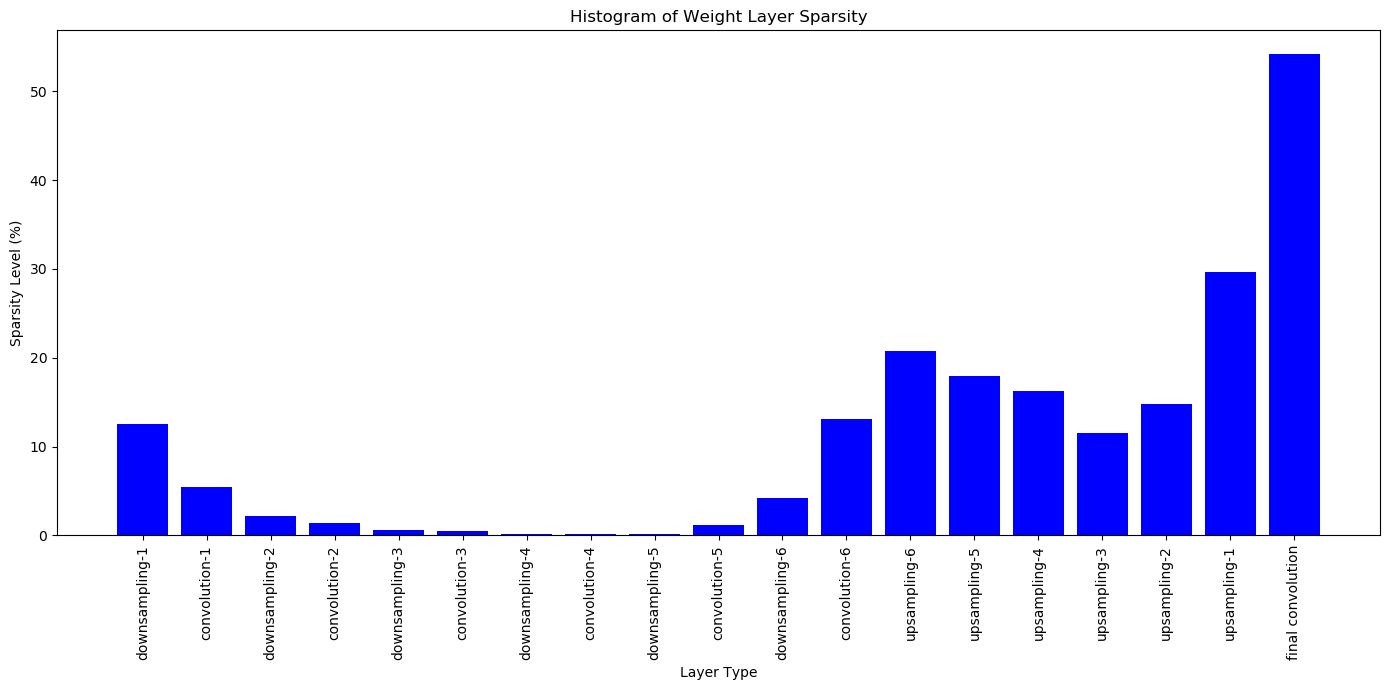 Histogram of Weight Layer Sparsity
Sparsity Level (%)
50
40
30
20
10
0
downsampling-1
convolution-1
downsampling-2
convolution-2
downsampling-3
convolution-3
downsampling-4
convolution-4
downsampling-5
convolution-5
downsampling-6
convolution-6
upsampling-6
upsampling-5
upsampling-4
upsampling-3
upsampling-2
upsampling-1
final convolution
Layer Type